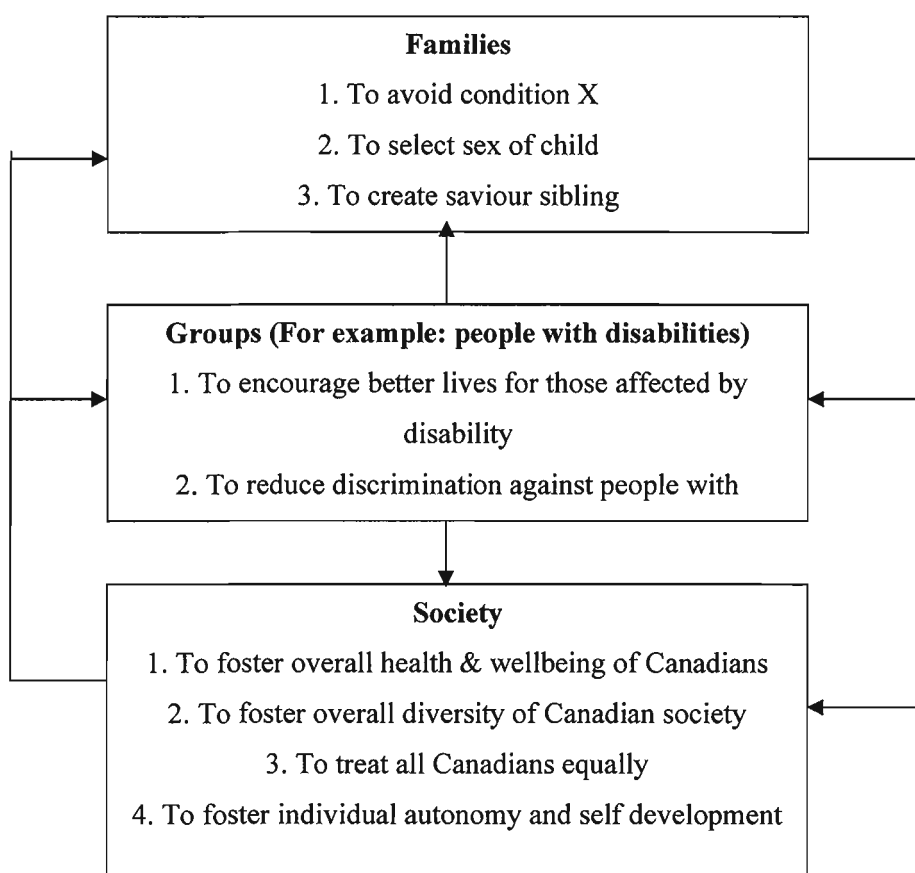 Families
1. To avoid condition X
2. To select sex of child
3. To create saviour sibling
Groups (For example: people with disabilities)
1. To encourage better lives for those affected by
disability
2. To reduce discrimination against people with
Society
1. To foster overall health & wellbeing of Canadians
2. To foster overall diversity of Canadian society
3. To treat all Canadians equally
4. To foster individual autonomy and self development